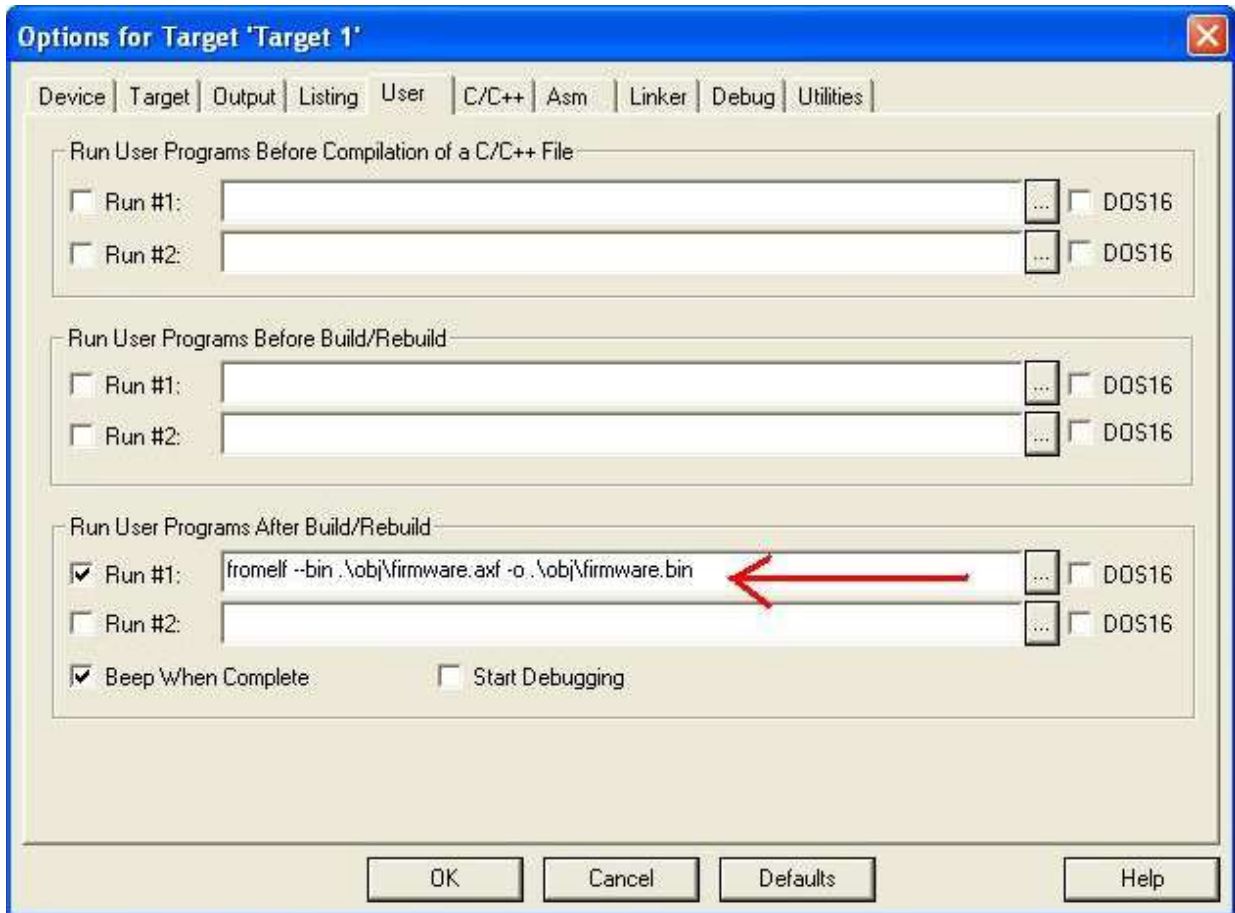 Options for Target 'Target 1'
Device Target Output Listing User C/C++ Asm Linker Debug Utilities
Run User Programs Before Compilation of a C/C++ File
Run #1: ... DOS16
Run #2: ... DOS16
Run User Programs Before Build/Rebuild
Run #1: ... DOS16
Run #2: ... DOS16
Run User Programs After Build/Rebuild
Run #1: fromelf --bin .\obj\firmware.axf -o .\obj\firmware.bin ... DOS16
Run #2: ... DOS16
Beep When Complete Start Debugging
OK Cancel Defaults Help